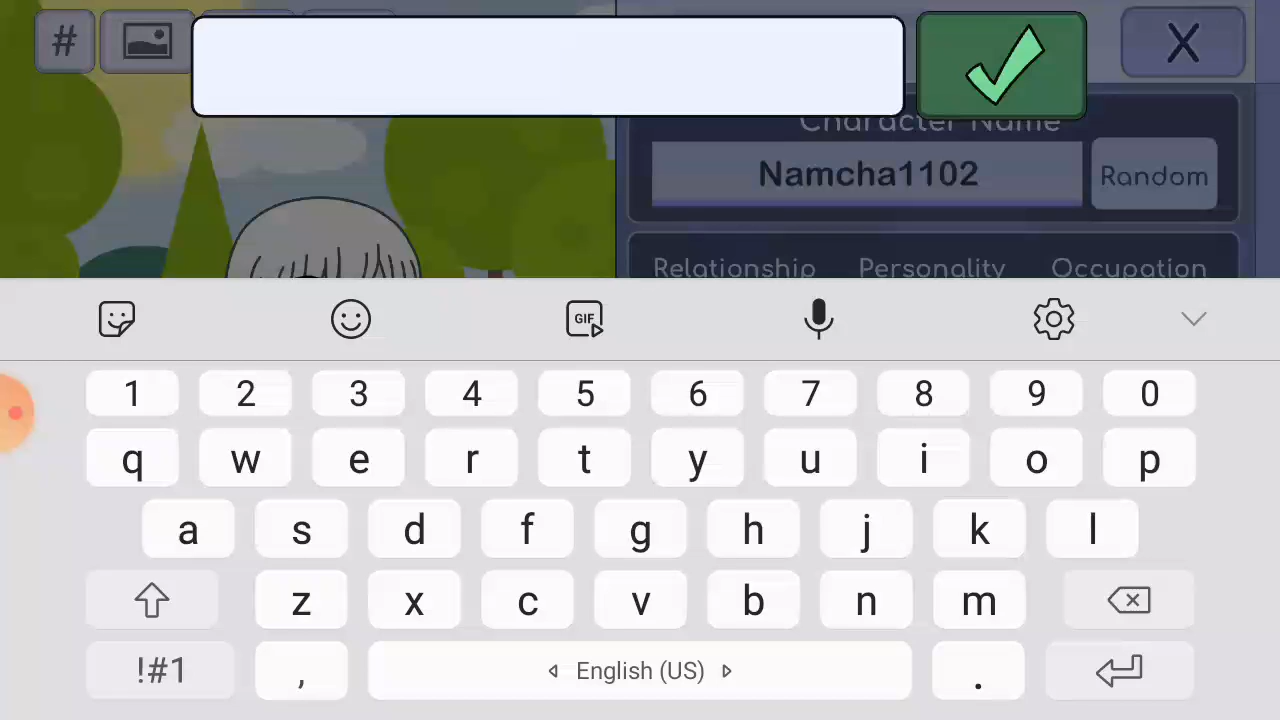 #
X
Character Name
Namcha1102
Random
Relationship Personality Occupation
GIF
1 2 3 4 5 6 7 8 9 0
q w e r t y u i o p
a s d f g h j k l
z x c v b n m
!#1 , English (US) .